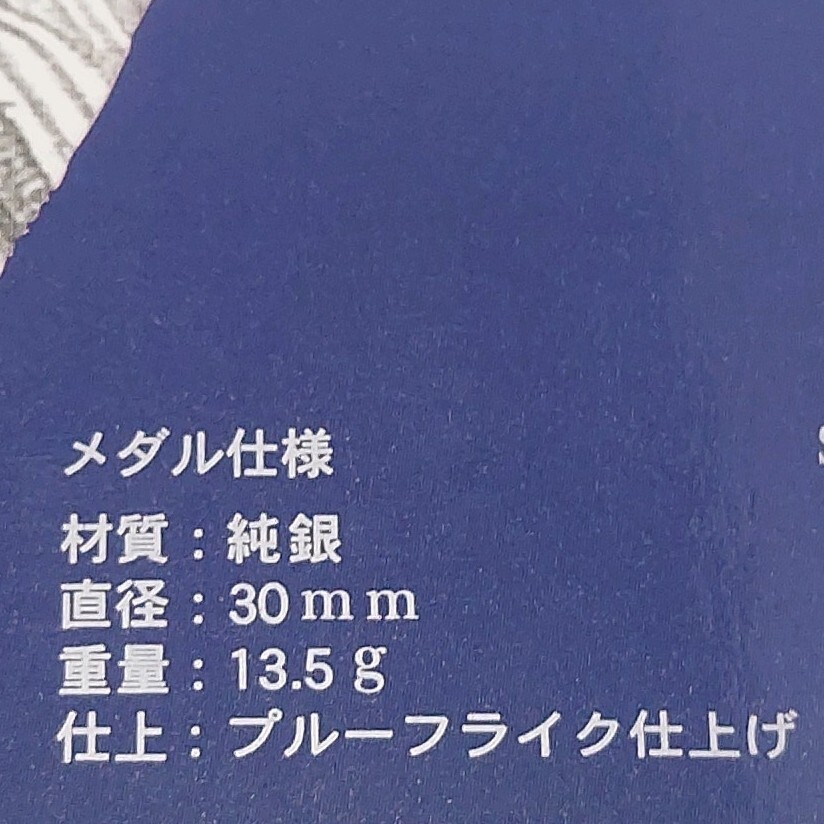 メダル仕様
材質：純銀
直径：30mm
重量：13.5g
仕上：プルーフライク仕上げ